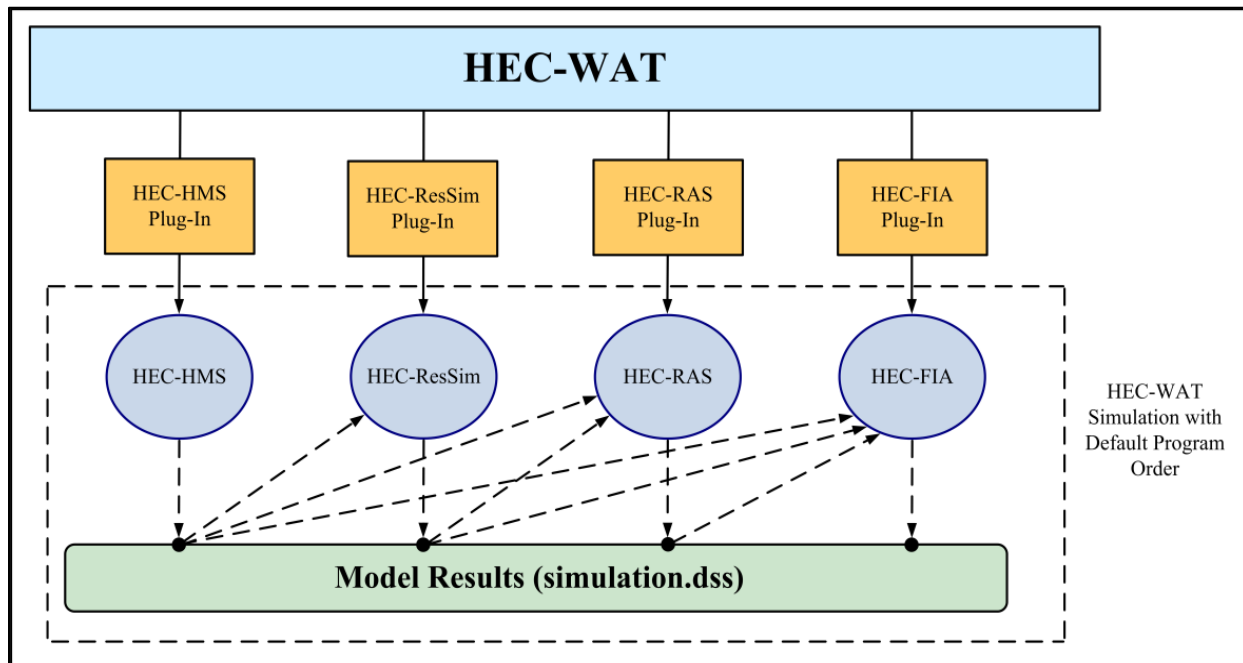 HEC-WAT
HEC-HMS
Plug-In
HEC-ResSim
Plug-In
HEC-RAS
Plug-In
HEC-FIA
Plug-In
HEC-HMS
HEC-ResSim
HEC-RAS
HEC-FIA
HEC-WAT
Simulation with
Default Program
Order
Model Results (simulation.dss)